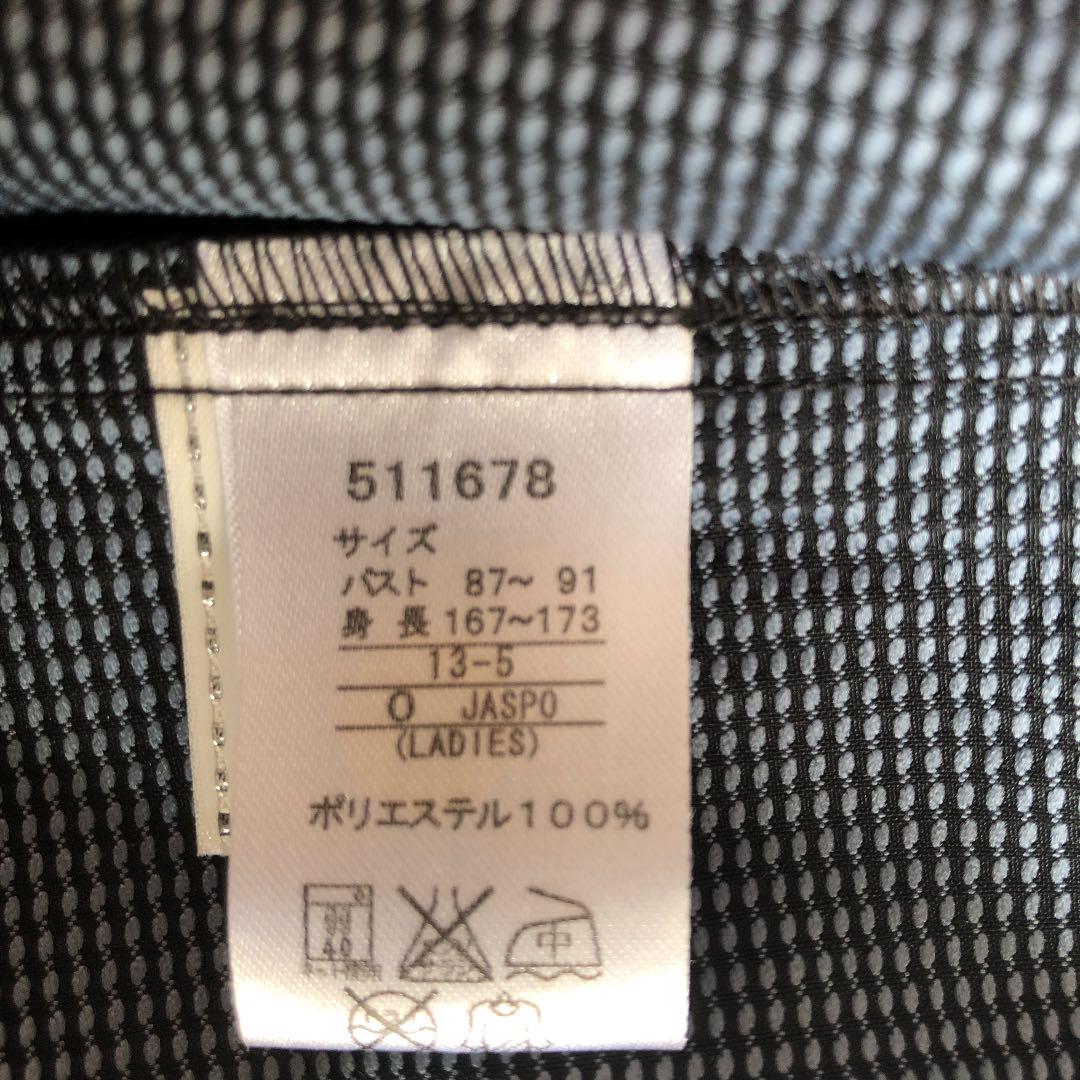 511678
サイズ
バスト 87〜 91
身 長 167〜173
13-5
O JASPO
(LADIES)
ポリエステル100%
40
中